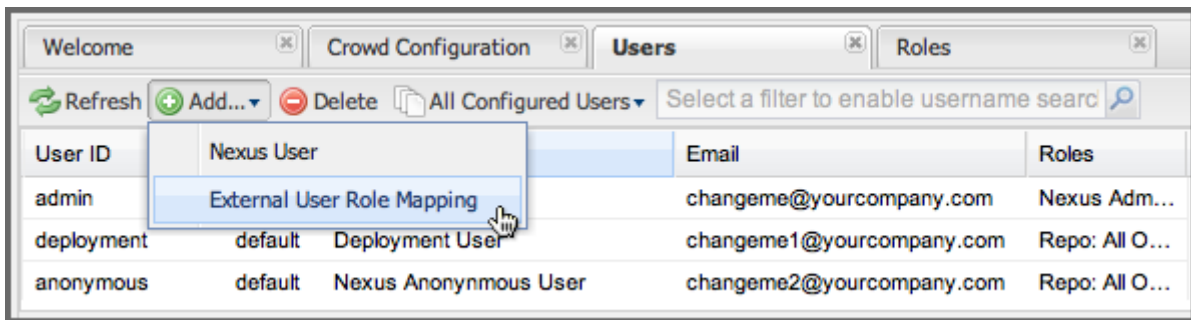 Welcome Crowd Configuration Users Roles
Refresh Add... Delete All Configured Users Select a filter to enable username searc
User ID Email Roles
Nexus User
admin changeme@yourcompany.com Nexus Adm...
External User Role Mapping
deployment default Deployment User changeme1@yourcompany.com Repo: All O...
anonymous default Nexus Anonynmous User changeme2@yourcompany.com Repo: All O...